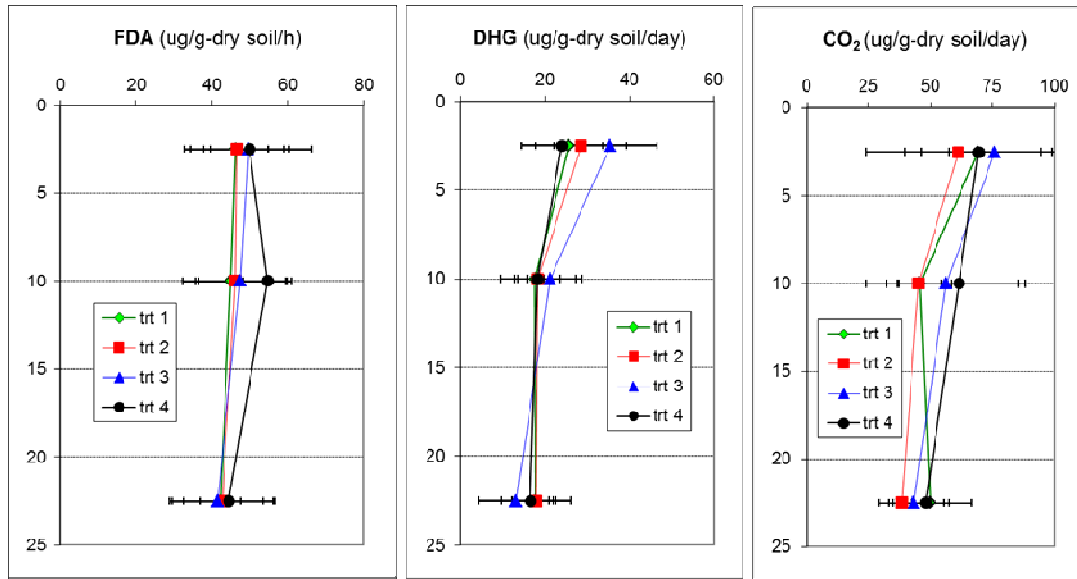 FDA (ug/g-dry soil/h)
0 20 40 60 80
0
5
10
15
20
25
trt 1
trt 2
trt 3
trt 4
DHG (ug/g-dry soil/day)
0 20 40 60
0
5
10
15
20
25
trt 1
trt 2
trt 3
trt 4
CO₂ (ug/g-dry soil/day)
0 25 50 75 100
0
5
10
15
20
25
trt 1
trt 2
trt 3
trt 4